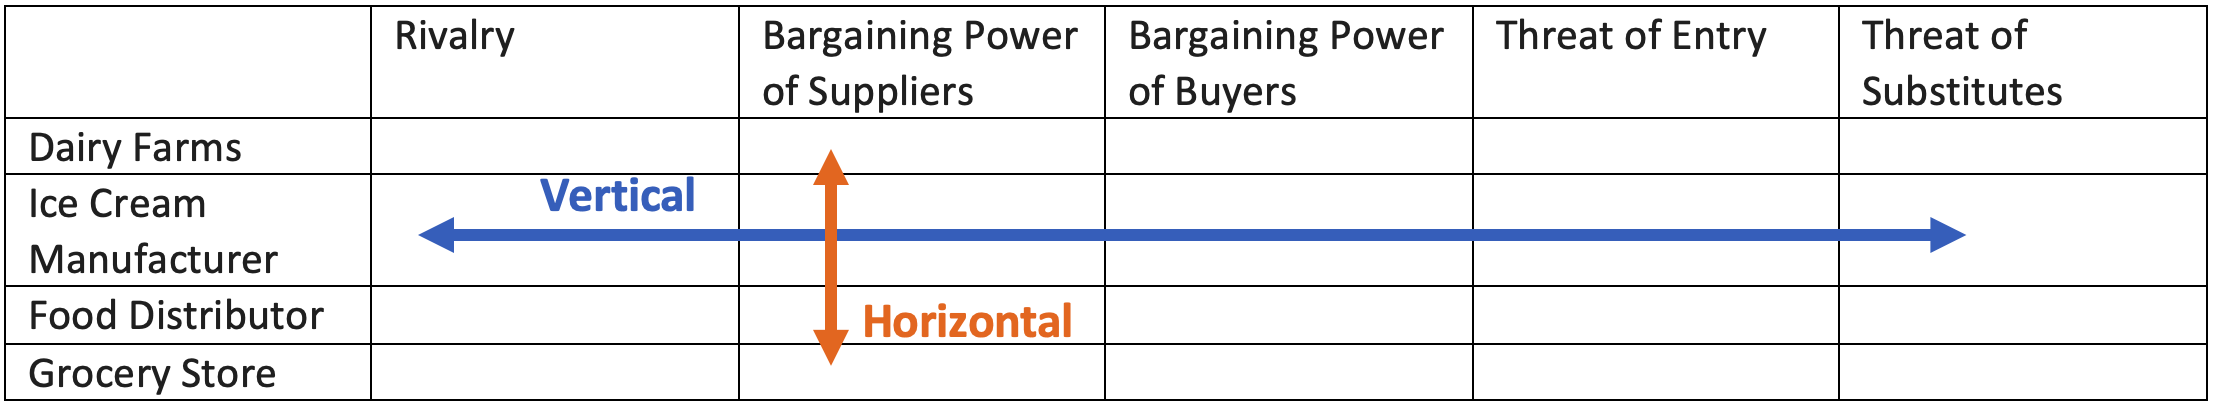 Rivalry
Bargaining Power
of Suppliers
Bargaining Power
of Buyers
Threat of Entry
Threat of
Substitutes
Dairy Farms
Ice Cream
Manufacturer
Vertical
Food Distributor
Horizontal
Grocery Store